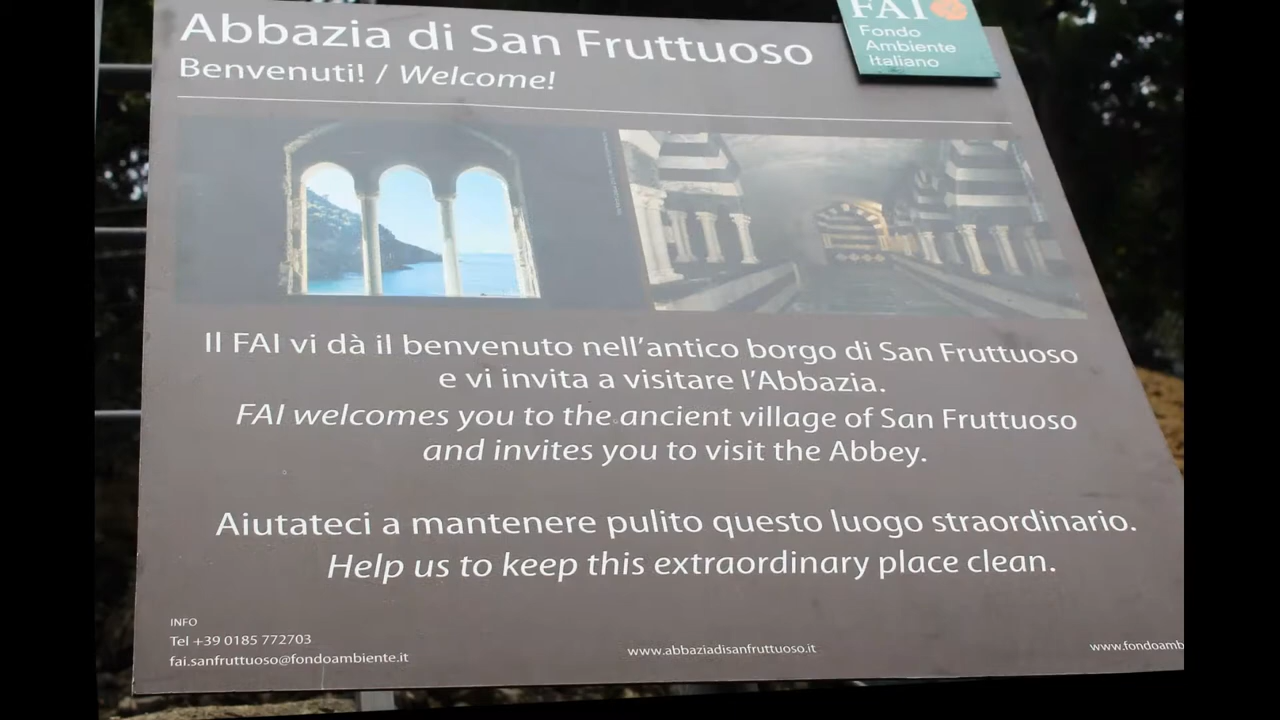 FAI
Fondo
Ambiente
Italiano
Abbazia di San Fruttuoso
Benvenuti! / Welcome!
Il FAI vi dà il benvenuto nell'antico borgo di San Fruttuoso
e vi invita a visitare l'Abbazia.
FAI welcomes you to the ancient village of San Fruttuoso
and invites you to visit the Abbey.
Aiutateci a mantenere pulito questo luogo straordinario.
Help us to keep this extraordinary place clean.
INFO
Tel +39 0185 772703
fai.sanfruttuoso@fondoambiente.it
www.abbaziadisanfruttuoso.it
www.fondoamb